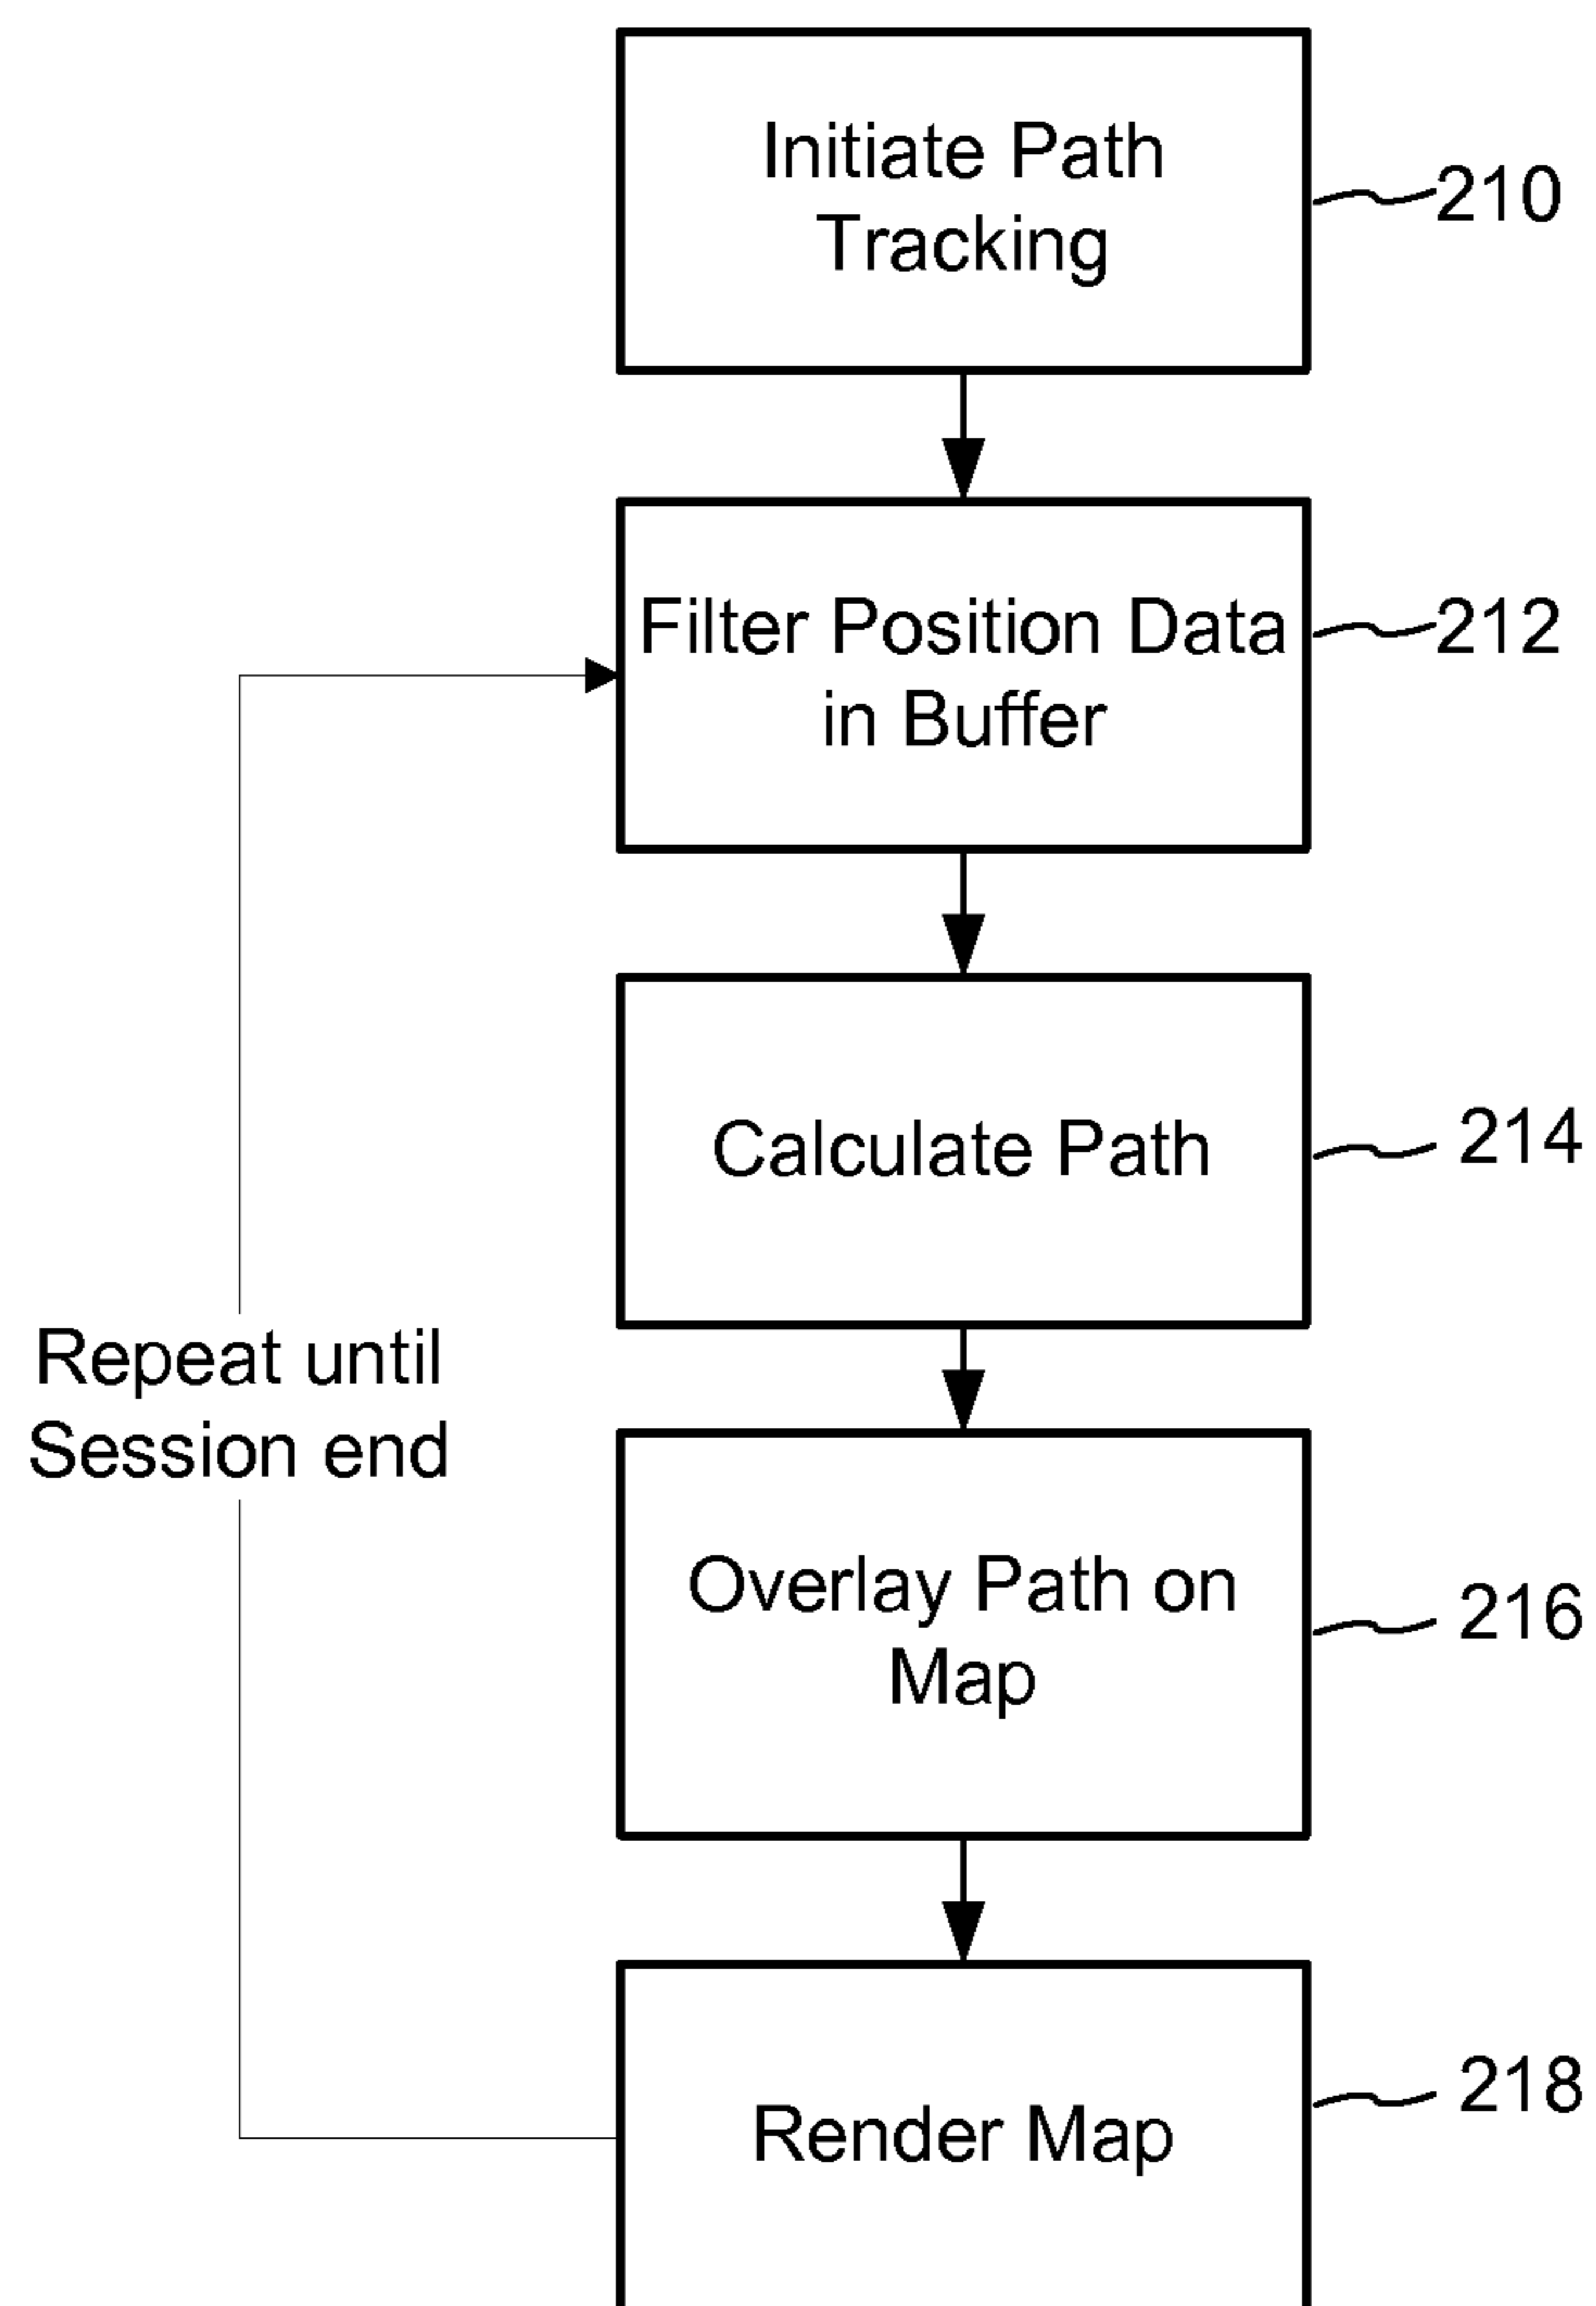 Initiate Path
Tracking
210
Filter Position Data
in Buffer
212
Calculate Path
214
Repeat until
Session end
Overlay Path on
Map
216
Render Map
218